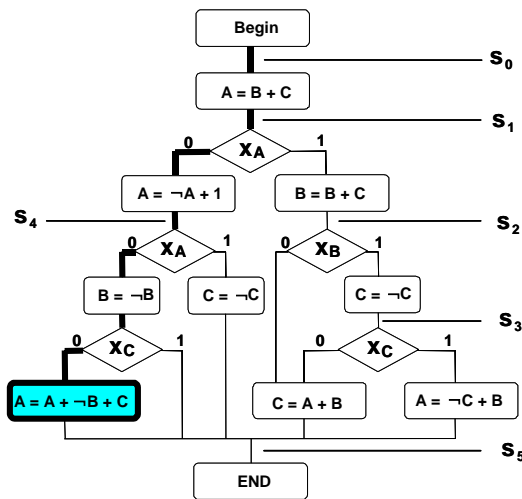 Begin
S0
A = B + C
S1
0 XA 1
A = ¬A + 1
B = B + C
S4
S2
0 XA 1
0 XB 1
B = ¬B
C = ¬C
C = ¬C
S3
0 XC 1
0 XC 1
A = A + ¬B + C
C = A + B
A = ¬C + B
S5
END